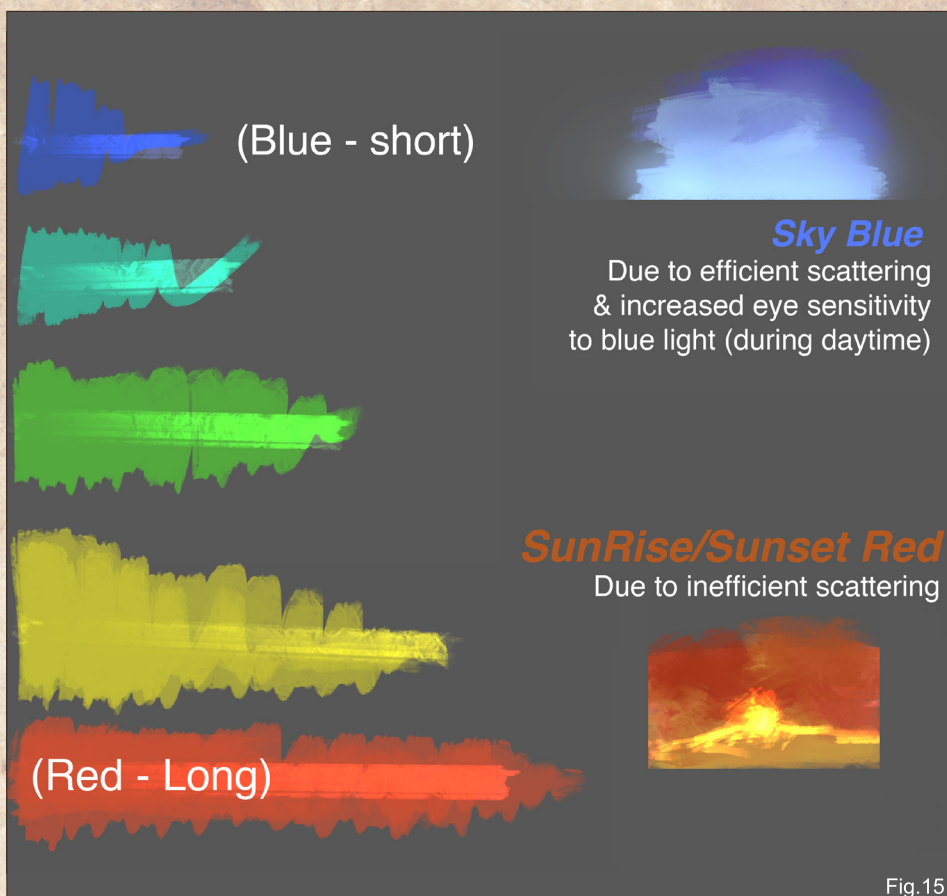 (Blue - short)
Sky Blue
Due to efficient scattering
& increased eye sensitivity
to blue light (during daytime)
SunRise/Sunset Red
Due to inefficient scattering
(Red - Long)
Fig.15